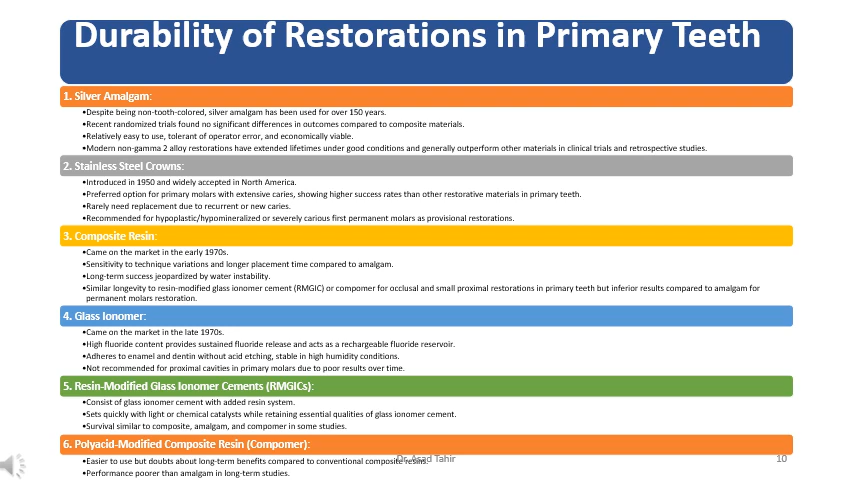 Durability of Restorations in Primary Teeth
1. Silver Amalgam:
•Despite being non-tooth-colored, silver amalgam has been used for over 150 years.
•Recent randomized trials found no significant differences in outcomes compared to composite materials.
•Relatively easy to use, tolerant of operator error, and economically viable.
•Modern non-gamma 2 alloy restorations have extended lifetimes under good conditions and generally outperform other materials in clinical trials and retrospective studies.
2. Stainless Steel Crowns:
•Introduced in 1950 and widely accepted in North America.
•Preferred option for primary molars with extensive caries, showing higher success rates than other restorative materials in primary teeth.
•Rarely need replacement due to recurrent or new caries.
•Recommended for hypoplastic/hypomineralized or severely carious first permanent molars as provisional restorations.
3. Composite Resin:
•Came on the market in the early 1970s.
•Sensitivity to technique variations and longer placement time compared to amalgam.
•Long-term success jeopardized by water instability.
•Similar longevity to resin-modified glass ionomer cement (RMGIC) or compomer for occlusal and small proximal restorations in primary teeth but inferior results compared to amalgam for
permanent molars restoration.
4. Glass Ionomer:
•Came on the market in the late 1970s.
•High fluoride content provides sustained fluoride release and acts as a rechargeable fluoride reservoir.
•Adheres to enamel and dentin without acid etching, stable in high humidity conditions.
•Not recommended for proximal cavities in primary molars due to poor results over time.
5. Resin-Modified Glass Ionomer Cements (RMGICs):
•Consist of glass ionomer cement with added resin system.
•Sets quickly with light or chemical catalysts while retaining essential qualities of glass ionomer cement.
•Survival similar to composite, amalgam, and compomer in some studies.
6. Polyacid-Modified Composite Resin (Compomer):
•Easier to use but doubts about long-term benefits compared to conventional composite resins.
•Performance poorer than amalgam in long-term studies.
Dr. Asad Tahir
10